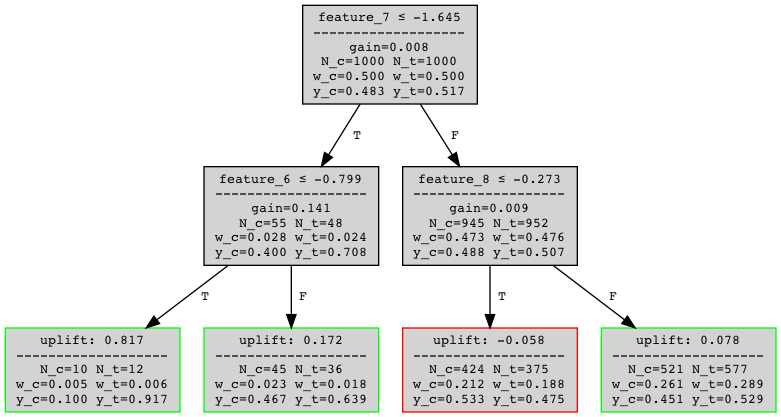 feature_7 ≤ -1.645
--------------------
gain=0.008
N_c=1000 N_t=1000
w_c=0.500 w_t=0.500
y_c=0.483 y_t=0.517
T
F
feature_6 ≤ -0.799
--------------------
gain=0.141
N_c=55 N_t=48
w_c=0.028 w_t=0.024
y_c=0.400 y_t=0.708
feature_8 ≤ -0.273
--------------------
gain=0.009
N_c=945 N_t=952
w_c=0.473 w_t=0.476
y_c=0.488 y_t=0.507
T
F
T
F
uplift: 0.817
--------------------
N_c=10 N_t=12
w_c=0.005 w_t=0.006
y_c=0.100 y_t=0.917
uplift: 0.172
--------------------
N_c=45 N_t=36
w_c=0.023 w_t=0.018
y_c=0.467 y_t=0.639
uplift: -0.058
--------------------
N_c=424 N_t=375
w_c=0.212 w_t=0.188
y_c=0.533 y_t=0.475
uplift: 0.078
--------------------
N_c=521 N_t=577
w_c=0.261 w_t=0.289
y_c=0.451 y_t=0.529